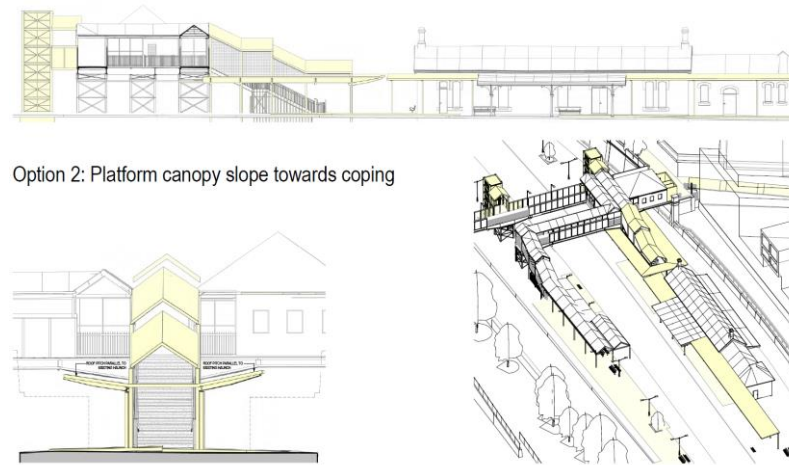 Option 2: Platform canopy slope towards coping
ROOF PITCH PARALLEL TO
EXISTING HAUNCH
ROOF PITCH PARALLEL TO
EXISTING HAUNCH